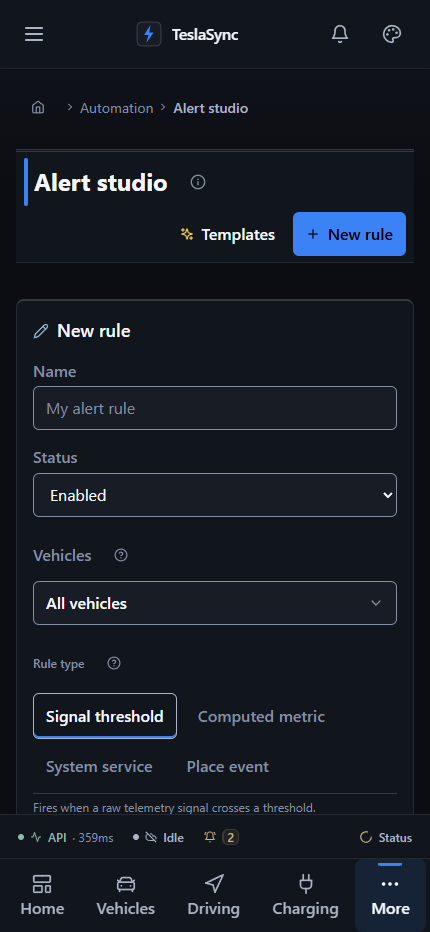 TeslaSync
Automation
Alert studio
Alert studio
Templates
+ New rule
New rule
Name
My alert rule
Status
Enabled
Vehicles
All vehicles
Rule type
Signal threshold
Computed metric
System service
Place event
Fires when a raw telemetry signal crosses a threshold.
API · 359ms
Idle
2
Status
Home
Vehicles
Driving
Charging
More